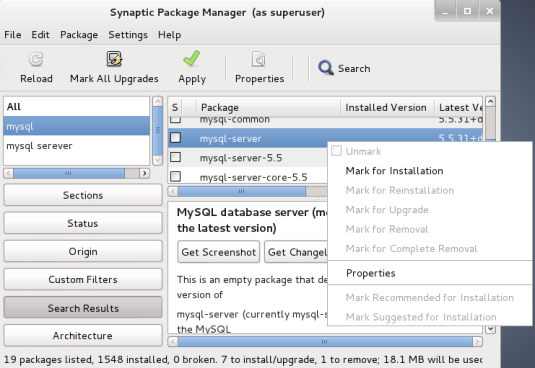 Synaptic Package Manager (as superuser)
File Edit Package Settings Help
Reload Mark All Upgrades Apply Properties Search
All
mysql
mysql serever
Sections
Status
Origin
Custom Filters
Search Results
Architecture
S Package Installed Version Latest Ve
mysql-common 5.5.31+d
mysql-server 5.5.31+d
mysql-server-5.5
mysql-server-core-5.5
Unmark
Mark for Installation
Mark for Reinstallation
Mark for Upgrade
Mark for Removal
Mark for Complete Removal
Properties
Mark Recommended for Installation
Mark Suggested for Installation
MySQL database server (me
the latest version)
Get Screenshot Get Changel
This is an empty package that de
version of
mysql-server (currently mysql-s
the MySQL
19 packages listed, 1548 installed, 0 broken. 7 to install/upgrade, 1 to remove; 18.1 MB will be used